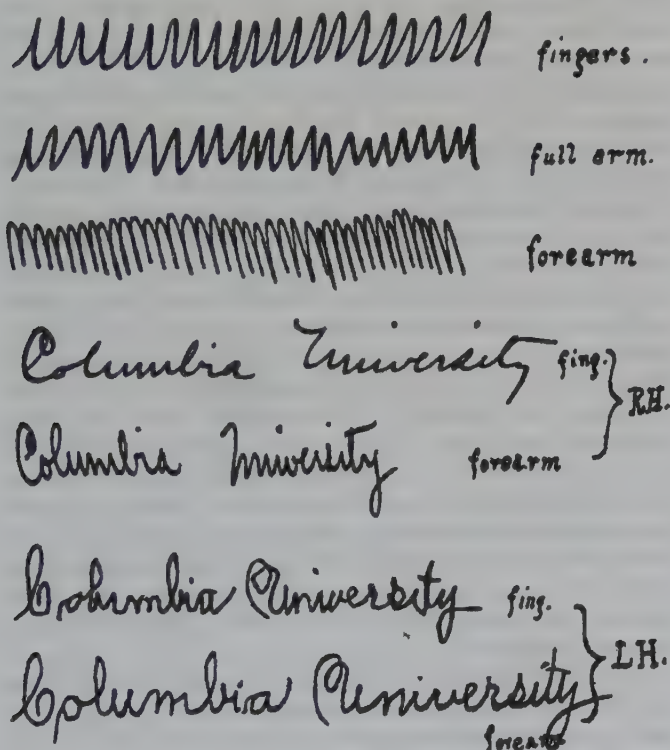 fingers.
full arm.
forearm
Columbia University fing.
RH.
Columbia University forearm
Columbia University fing.
LH.
Columbia University
forearm